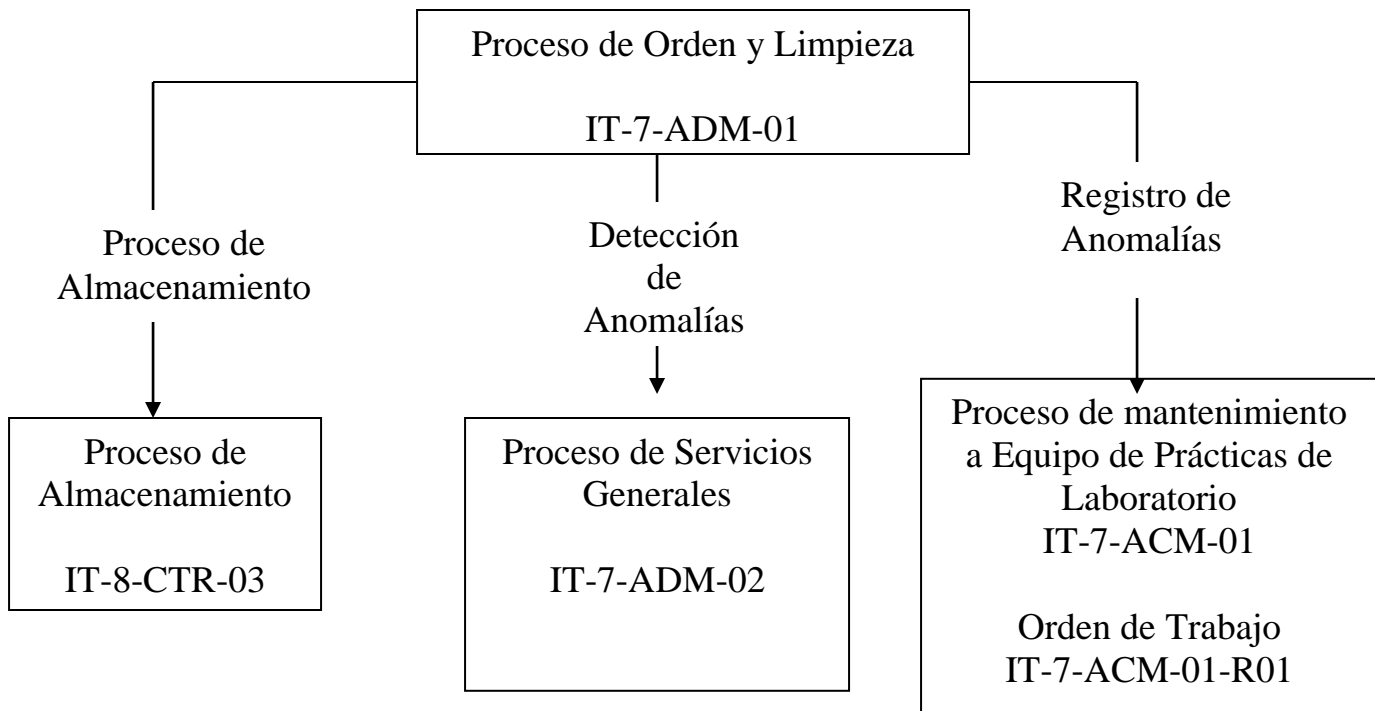 Proceso de Orden y Limpieza
IT-7-ADM-01
Proceso de
Almacenamiento
Detección
de
Anomalías
Registro de
Anomalías
Proceso de
Almacenamiento
IT-8-CTR-03
Proceso de Servicios
Generales
IT-7-ADM-02
Proceso de mantenimiento
a Equipo de Prácticas de
Laboratorio
IT-7-ACM-01
Orden de Trabajo
IT-7-ACM-01-R01